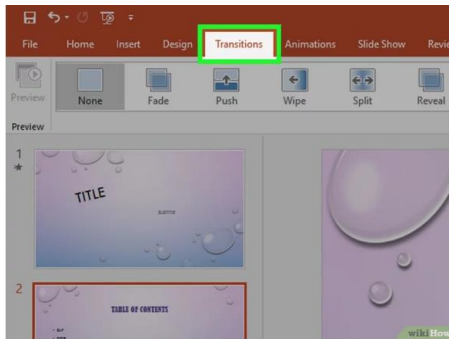 File Home Insert Design Transitions Animations Slide Show
Preview None Fade Push Wipe Split Reveal
Preview
1
TITLE
SUBTITLE
2
TABLE OF CONTENTS
wikiHow